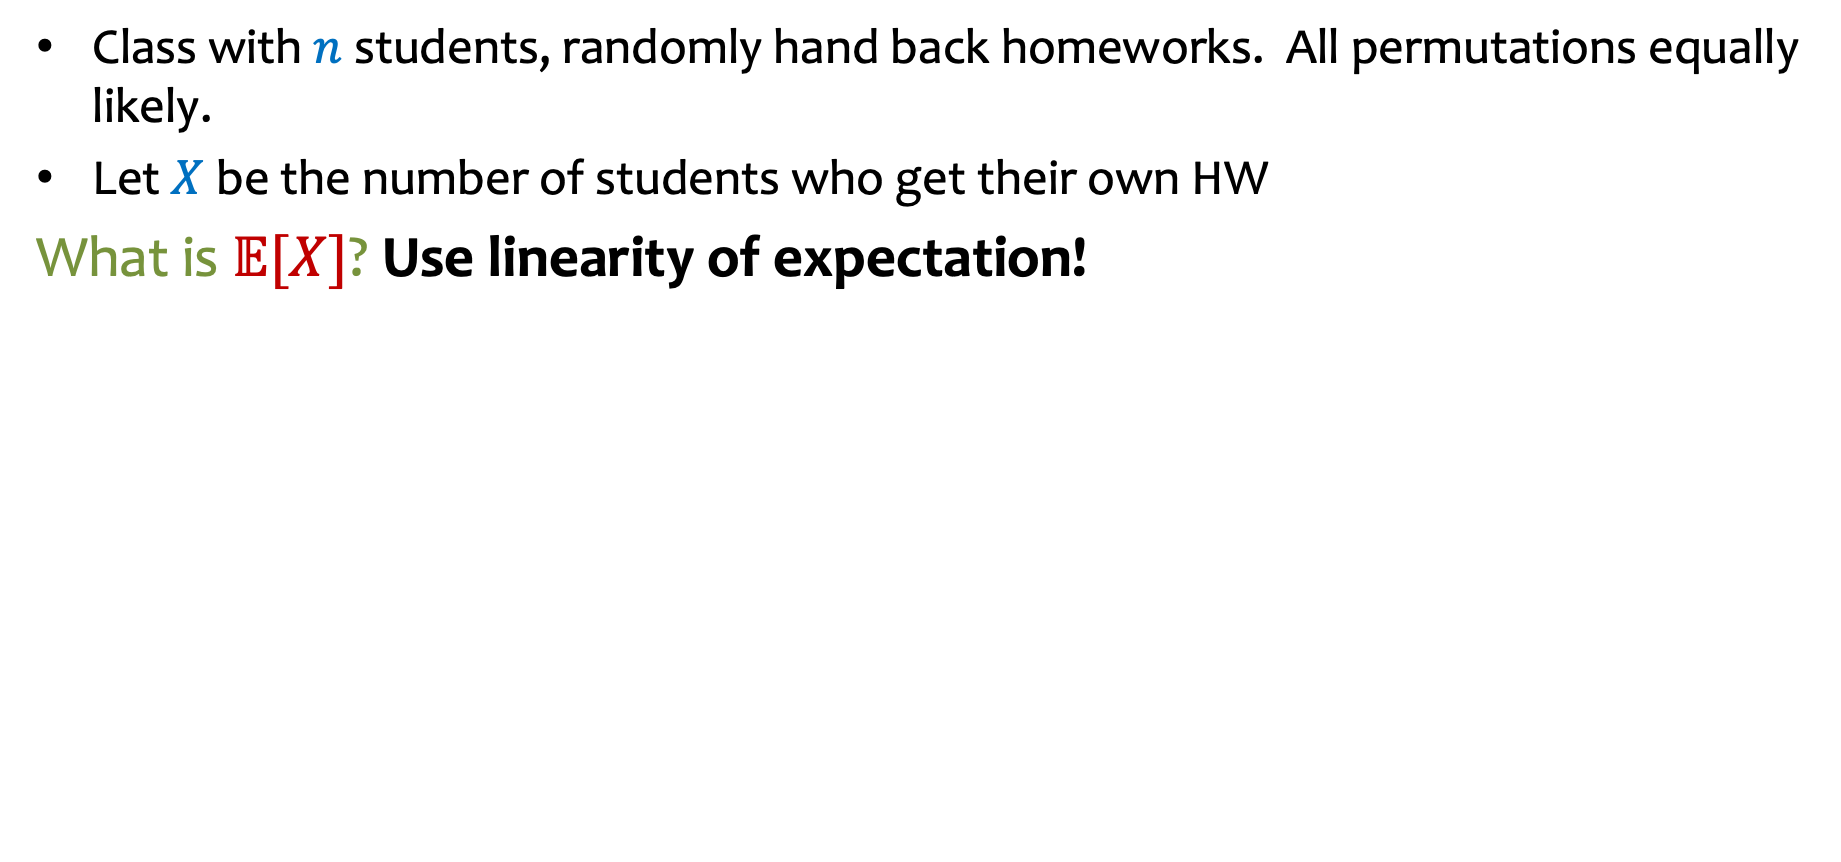 • Class with n students, randomly hand back homeworks. All permutations equally
likely.
• Let X be the number of students who get their own HW
What is 𝔼[X]? Use linearity of expectation!